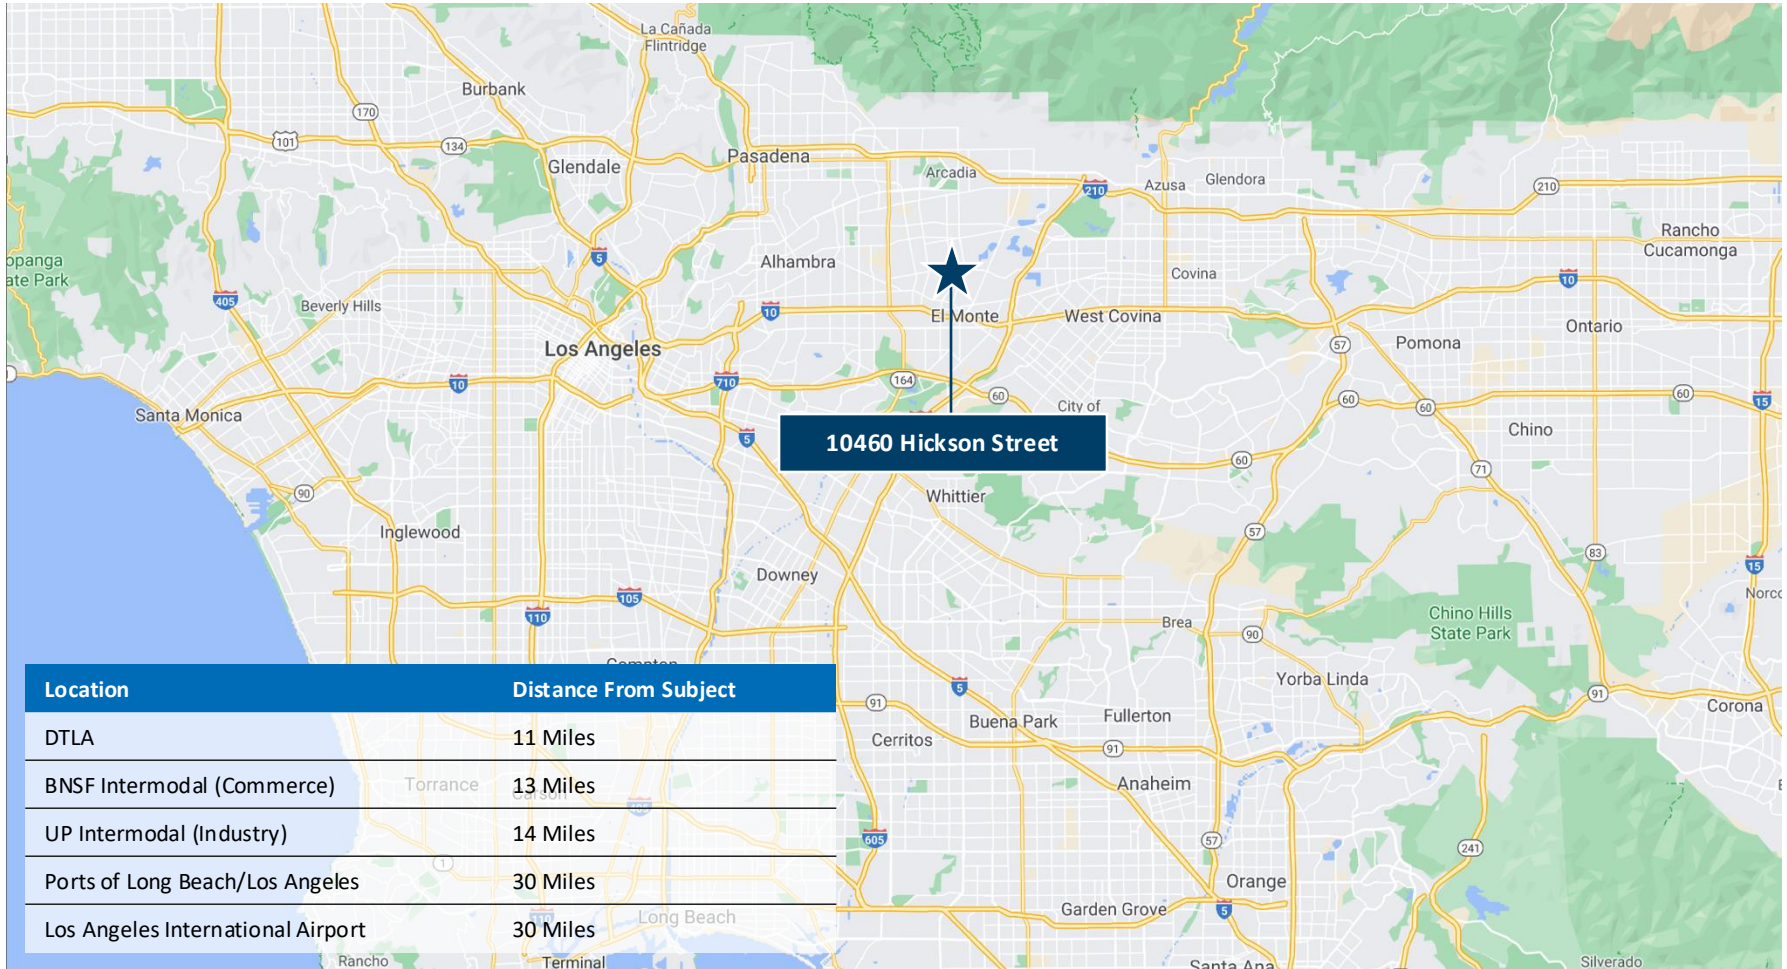 La Cañada
Flintridge
Burbank
170
101
134
Glendale
Pasadena
Arcadia
210
Azusa
Glendora
210
Rancho
Cucamonga
5
Alhambra
Covina
10
405
Beverly Hills
10
El Monte
West Covina
Ontario
Los Angeles
57
Pomona
10
710
164
60
City of
60
60
60
15
Santa Monica
5
10460 Hickson Street
Chino
60
71
90
Whittier
Inglewood
57
83
15
Downey
105
110
Chino Hills
State Park
Brea
90
Compton
Yorba Linda
5
91
91
Corona
Buena Park
Fullerton
Cerritos
91
Anaheim
Location Distance From Subject
DTLA 11 Miles
BNSF Intermodal (Commerce) 13 Miles
UP Intermodal (Industry) 14 Miles
Ports of Long Beach/Los Angeles 30 Miles
Los Angeles International Airport 30 Miles
Torrance
Carson
405
1
110
Long Beach
605
57
241
Orange
Garden Grove
5
Rancho
Terminal
Santa Ana
Silverado